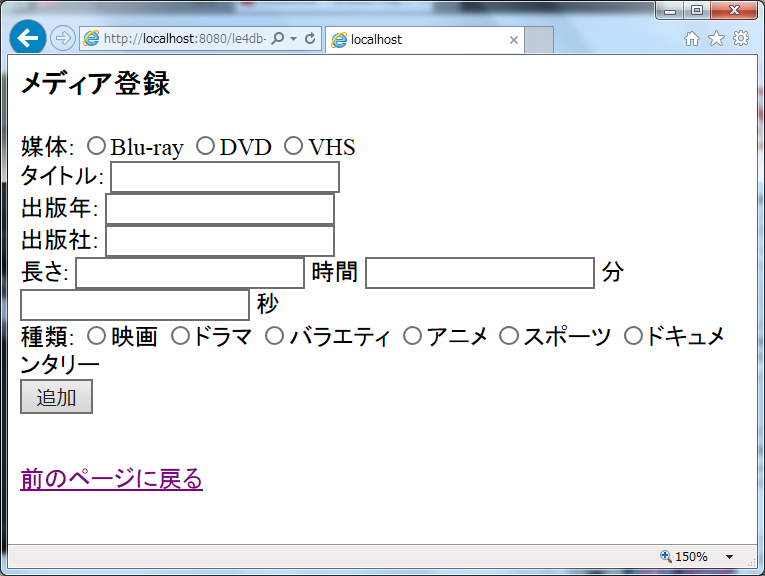 http://localhost:8080/le4db-
localhost
メディア登録
媒体: Blu-ray DVD VHS
タイトル:
出版年:
出版社:
長さ: 時間 分
秒
種類: 映画 ドラマ バラエティ アニメ スポーツ ドキュメ
ンタリー
追加
前のページに戻る
150%